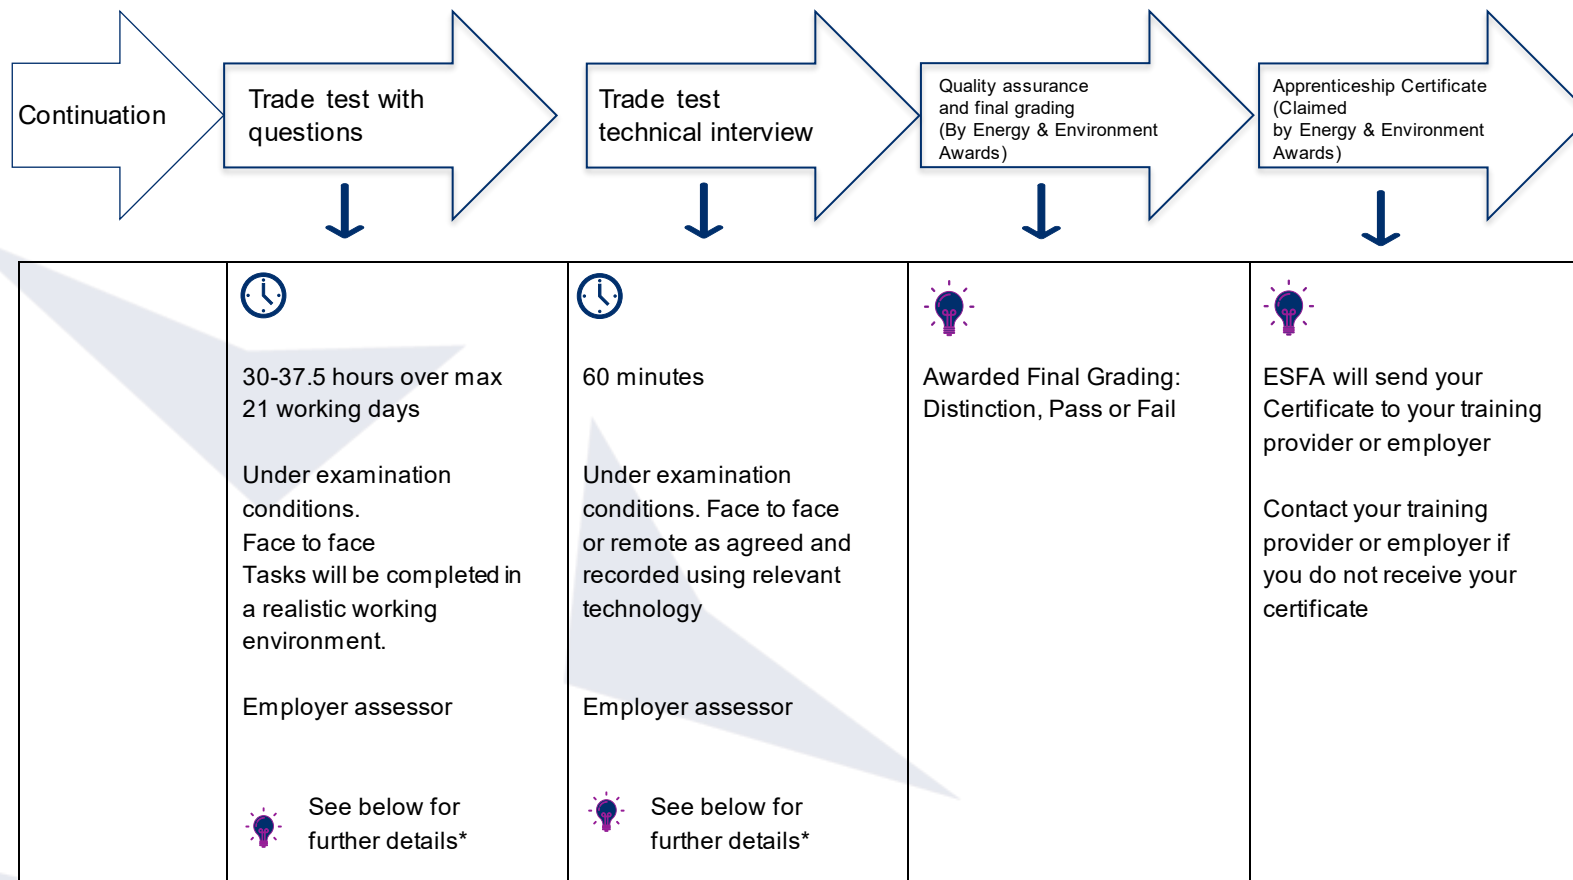 Continuation
Trade test with
questions
Trade test
technical interview
Quality assurance
and final grading
(By Energy & Environment
Awards)
Apprenticeship Certificate
(Claimed
by Energy & Environment
Awards)
30-37.5 hours over max
21 working days
Under examination
conditions.
Face to face
Tasks will be completed in
a realistic working
environment.
Employer assessor
See below for
further details*
60 minutes
Under examination
conditions. Face to face
or remote as agreed and
recorded using relevant
technology
Employer assessor
See below for
further details*
Awarded Final Grading:
Distinction, Pass or Fail
ESFA will send your
Certificate to your training
provider or employer
Contact your training
provider or employer if
you do not receive your
certificate